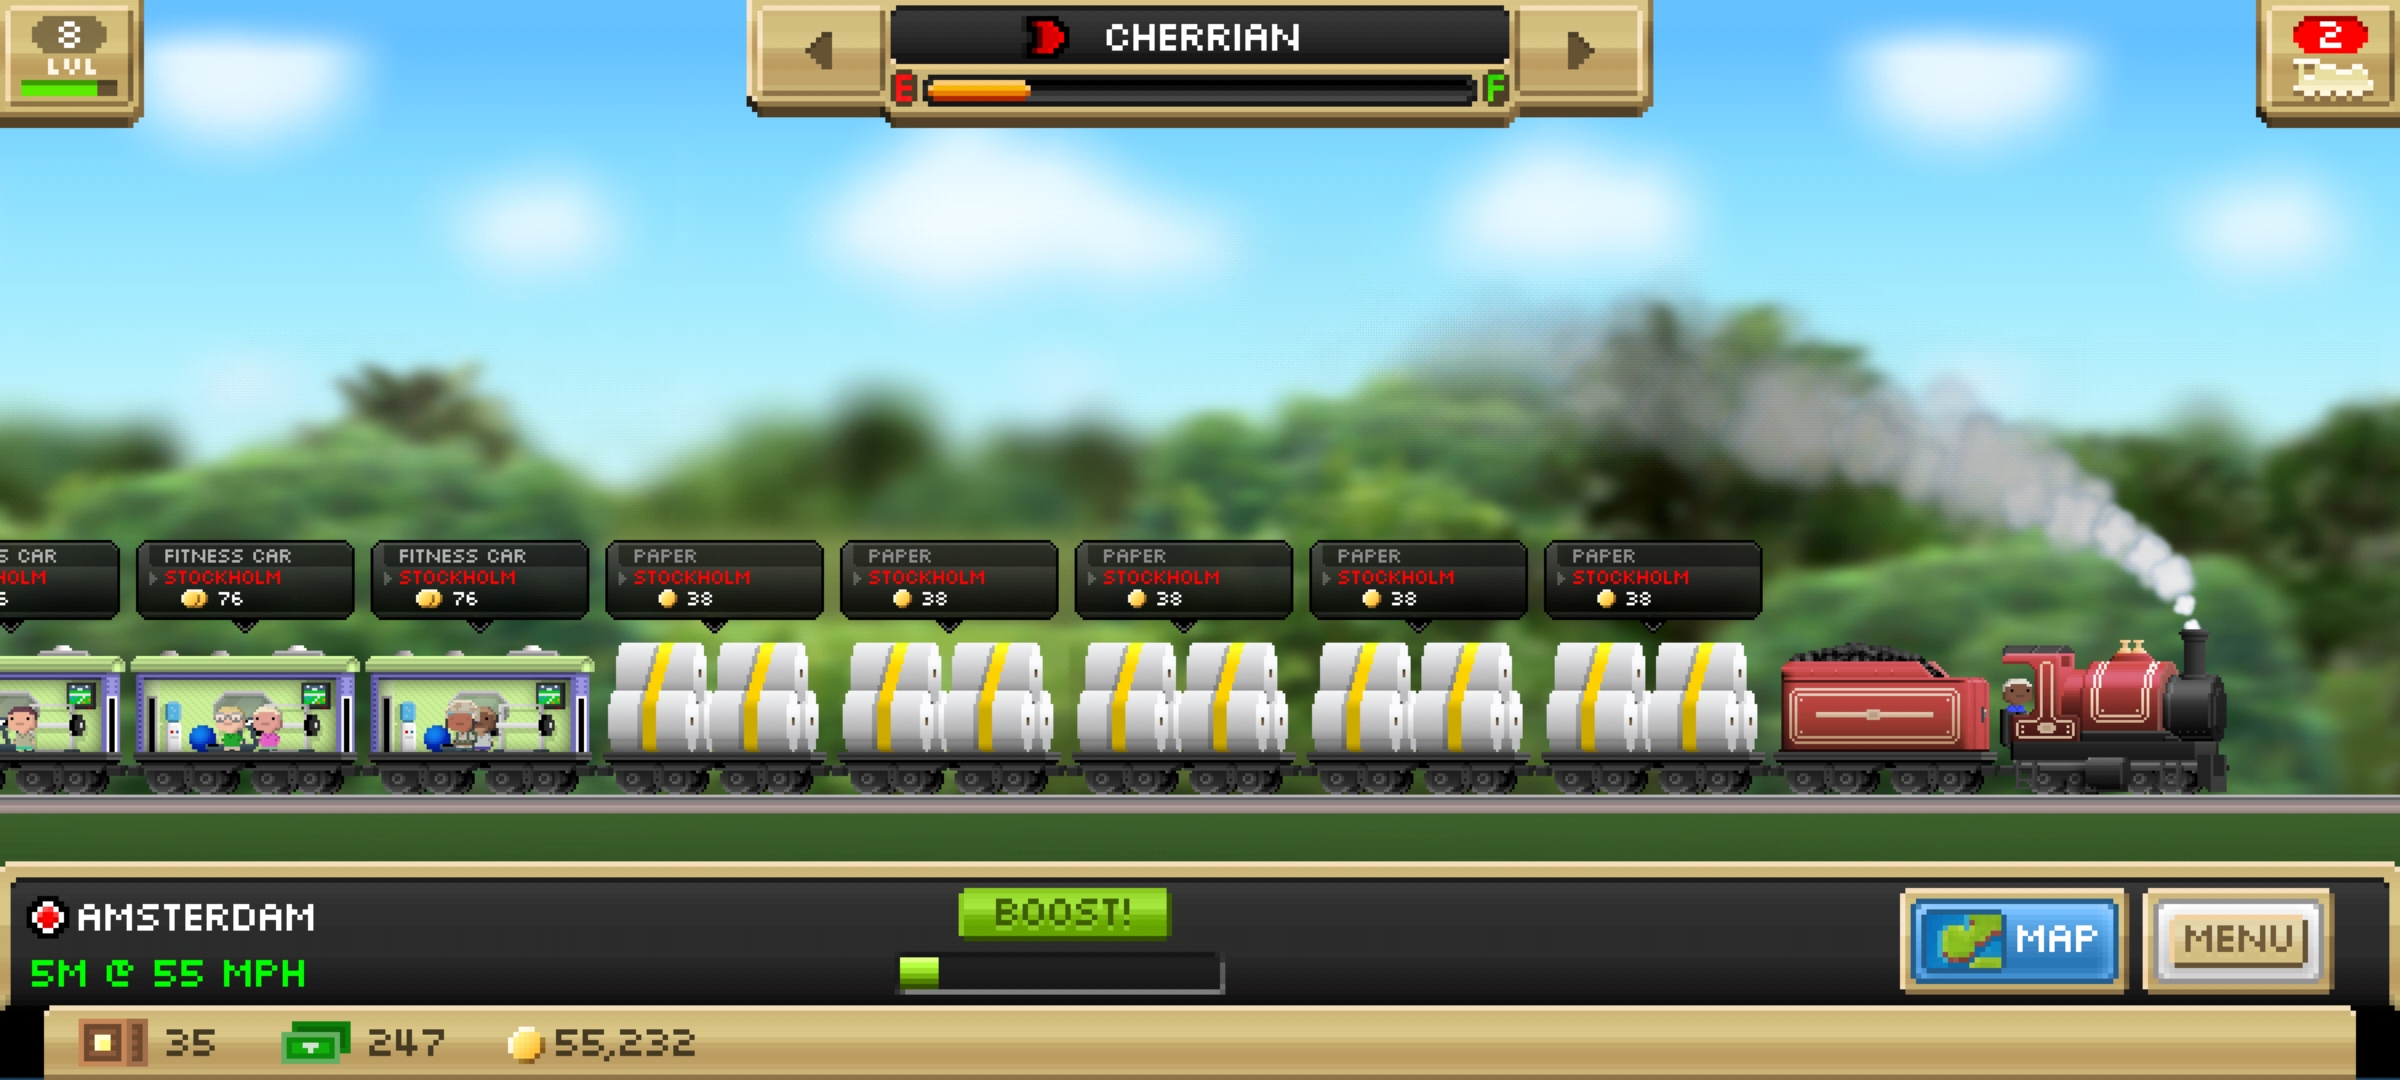 8
LVL
CHERRIAN
E
F
2
S CAR
HOLM
FITNESS CAR
STOCKHOLM
76
FITNESS CAR
STOCKHOLM
76
PAPER
STOCKHOLM
38
PAPER
STOCKHOLM
38
PAPER
STOCKHOLM
38
PAPER
STOCKHOLM
38
PAPER
STOCKHOLM
38
AMSTERDAM
5M @ 55 MPH
BOOST!
MAP
MENU
35
247
55,232